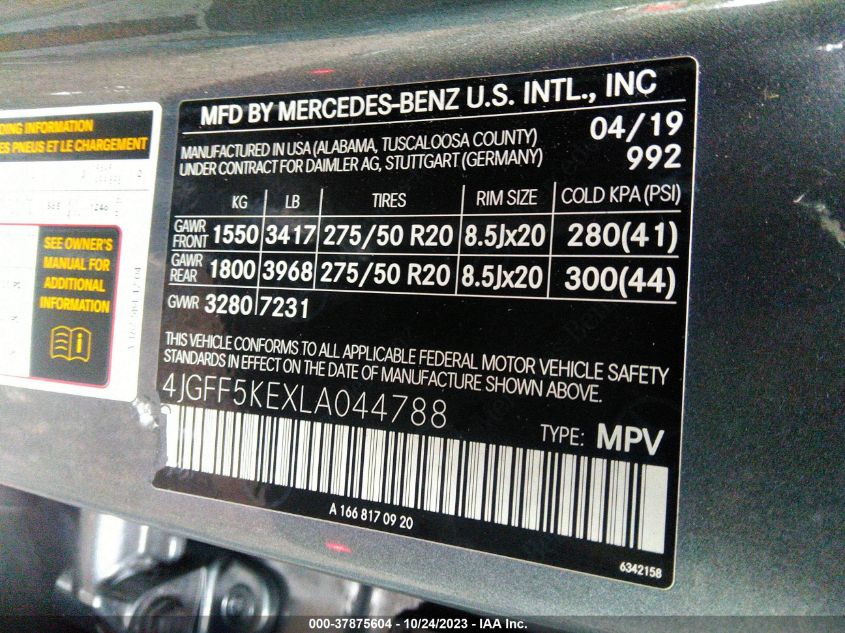 DING INFORMATION
ES PNEUS ET LE CHARGEMENT
SEE OWNER'S
MANUAL FOR
ADDITIONAL
INFORMATION
MFD BY MERCEDES-BENZ U.S. INTL., INC
MANUFACTURED IN USA (ALABAMA, TUSCALOOSA COUNTY) 04/19
UNDER CONTRACT FOR DAIMLER AG, STUTTGART (GERMANY) 992
KG LB TIRES RIM SIZE COLD KPA (PSI)
GAWR FRONT 1550 3417 275/50 R20 8.5Jx20 280(41)
GAWR REAR 1800 3968 275/50 R20 8.5Jx20 300(44)
GVWR 3280 7231
THIS VEHICLE CONFORMS TO ALL APPLICABLE FEDERAL MOTOR VEHICLE SAFETY
STANDARDS IN EFFECT ON THE DATE OF MANUFACTURE SHOWN ABOVE.
4JGFF5KEXLA044788
TYPE: MPV
A 166 817 09 20
6342158
000-37875604 - 10/24/2023 - IAA Inc.